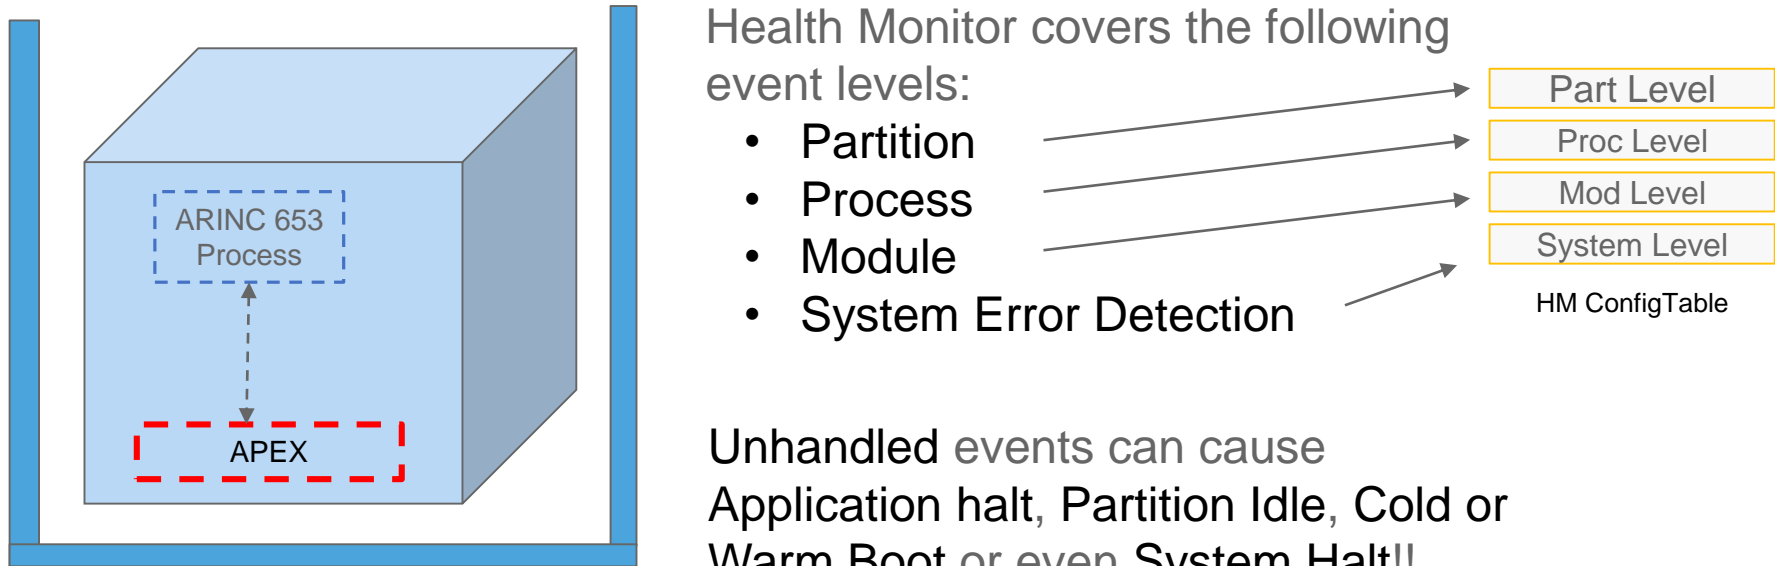 Health Monitor covers the following
event levels:
• Partition
• Process
• Module
• System Error Detection
Part Level
Proc Level
Mod Level
System Level
HM ConfigTable
ARINC 653
Process
APEX
Unhandled events can cause
Application halt, Partition Idle, Cold or
Warm Boot or even System Halt!!